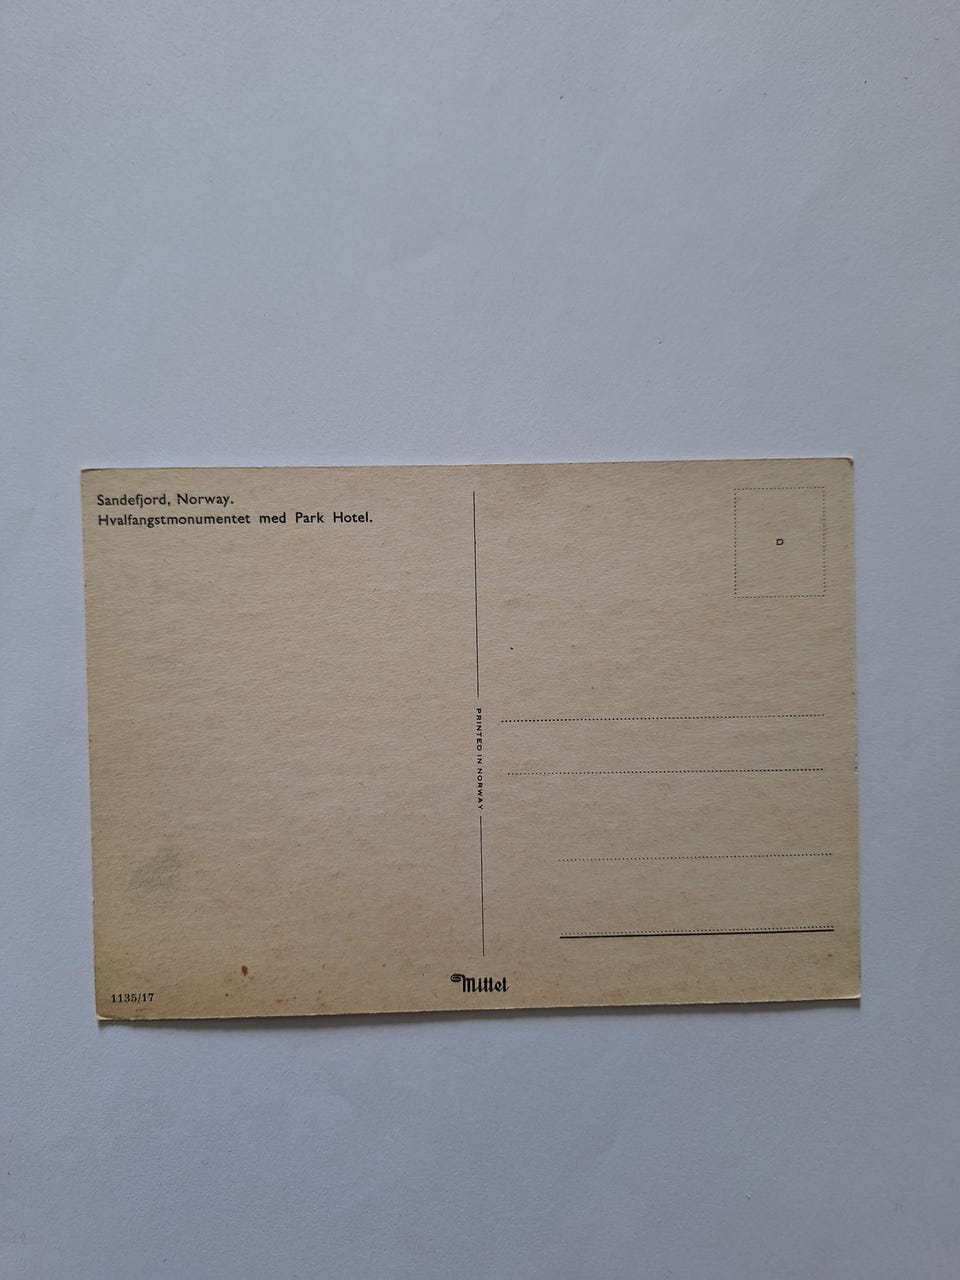 Sandefjord, Norway.
Hvalfangstmonumentet med Park Hotel.
D
PRINTED IN NORWAY
Mittet
1135/17